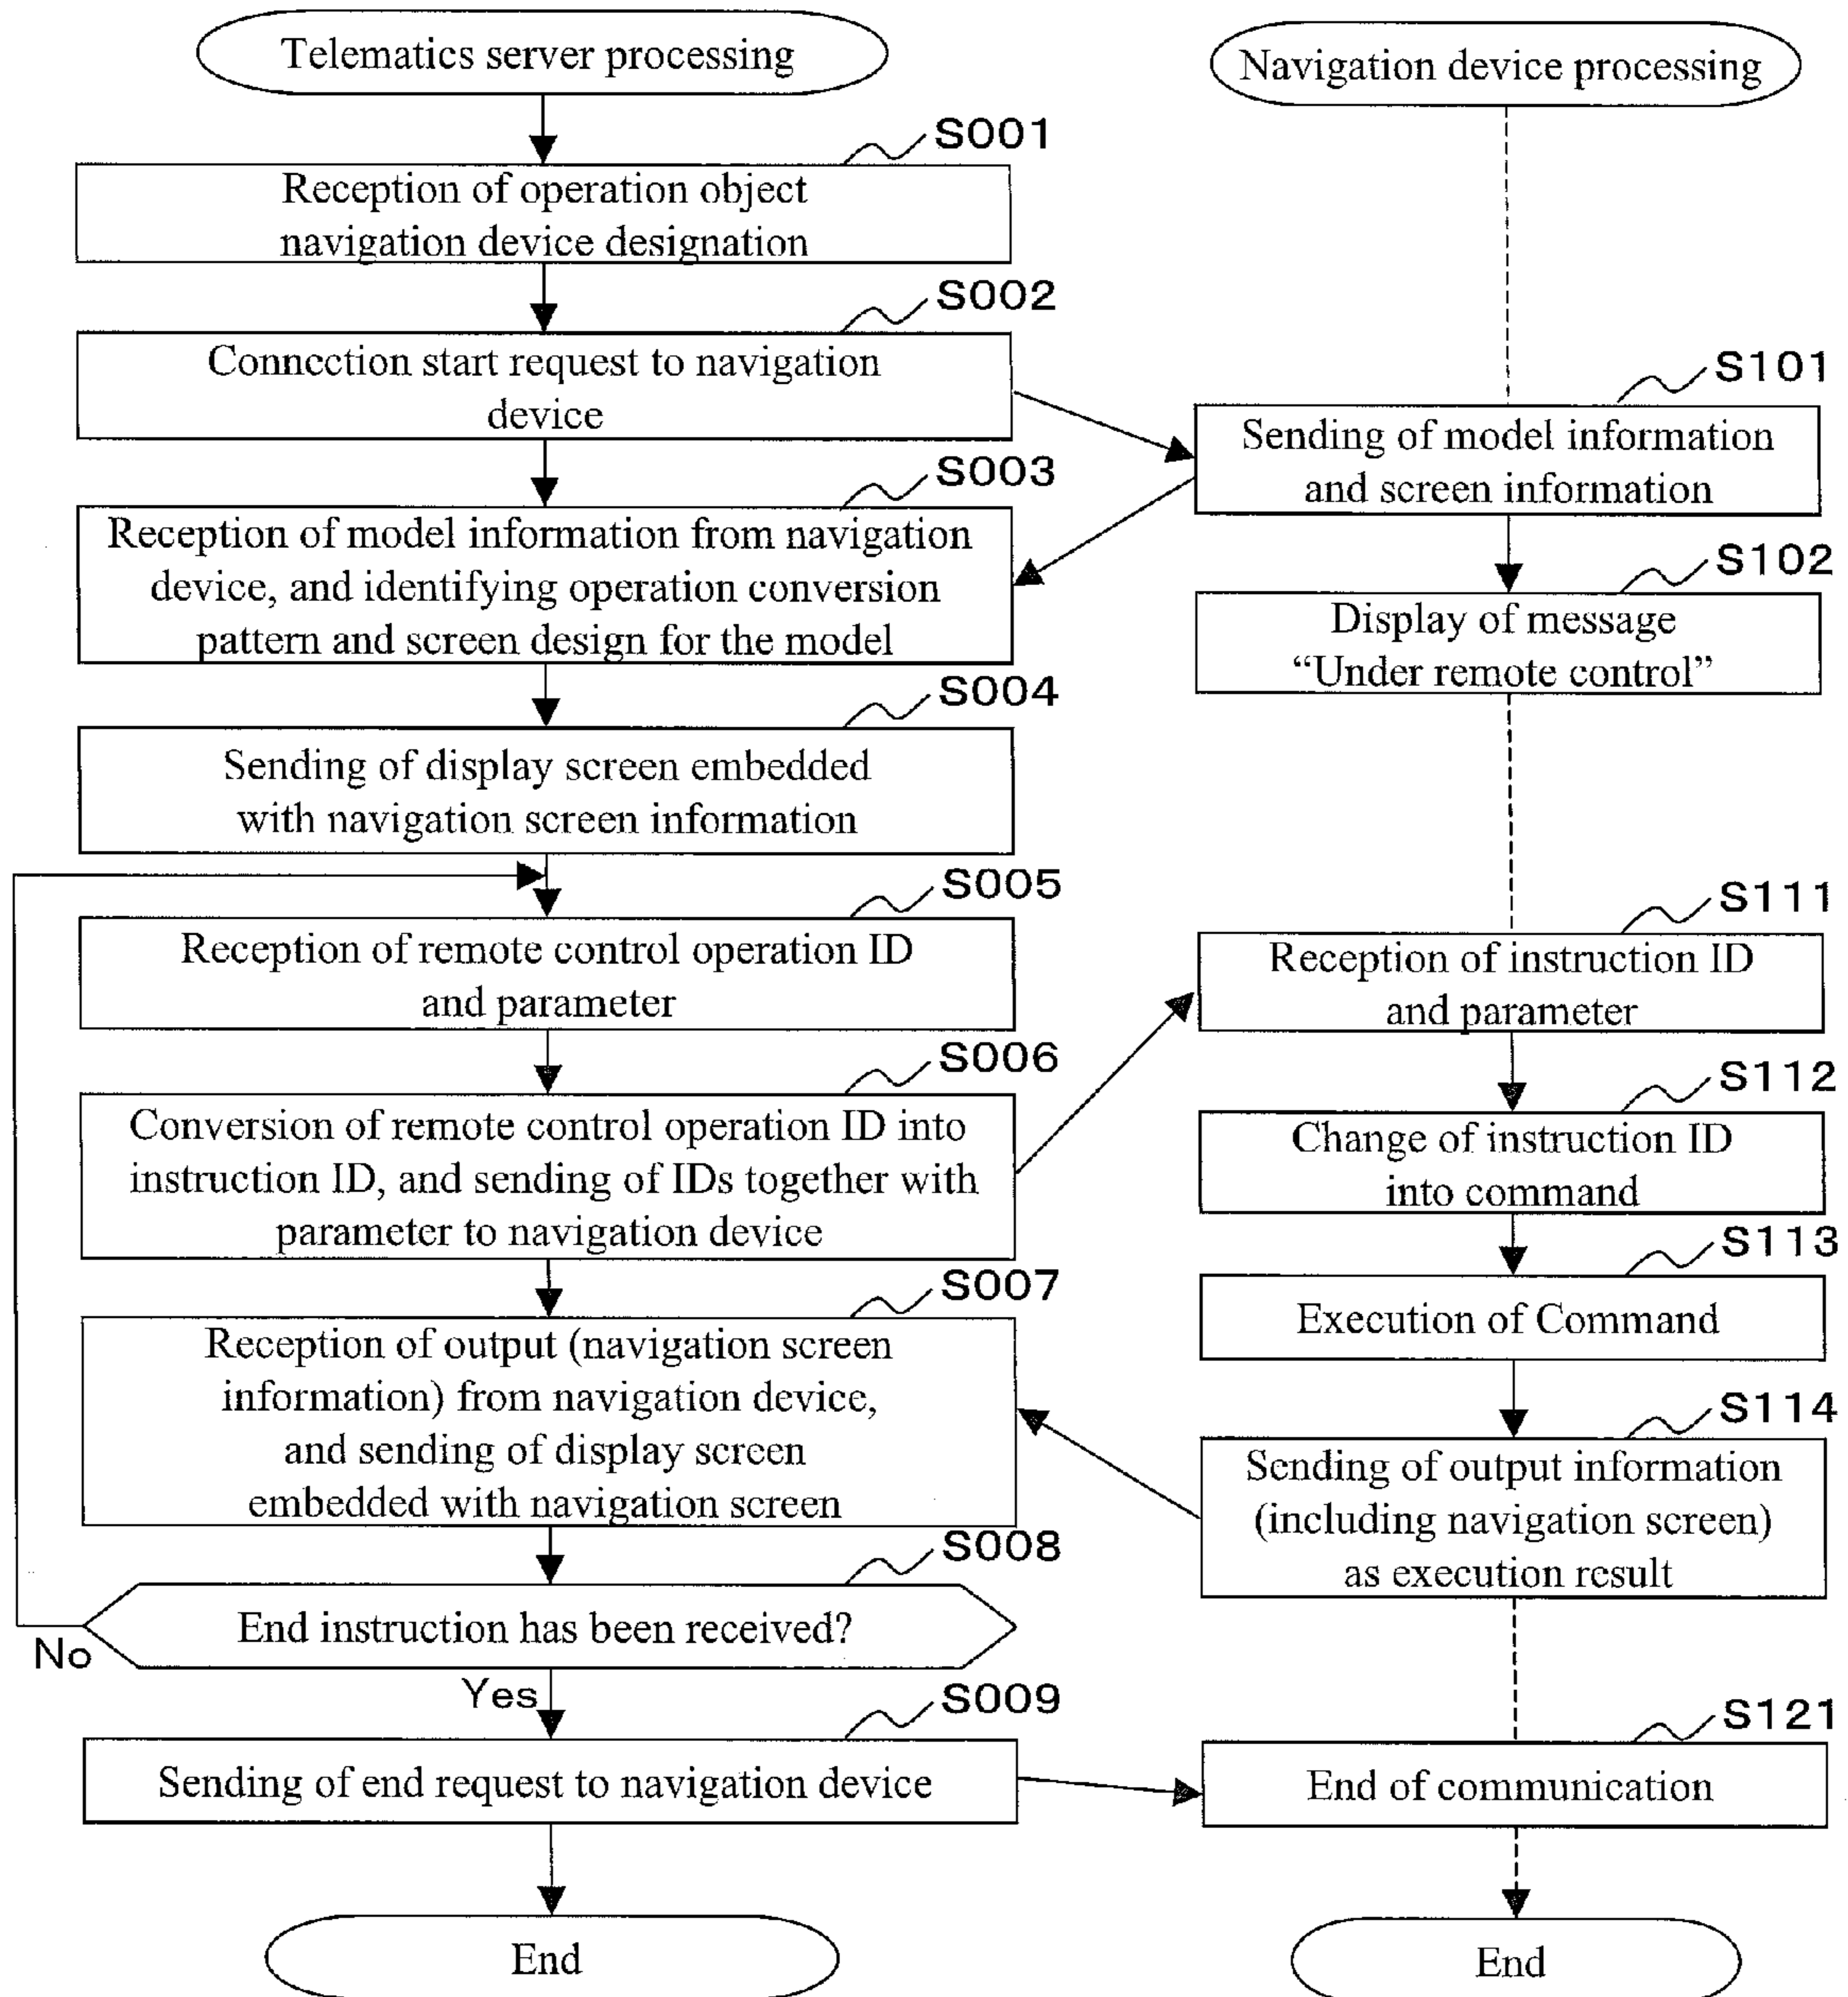 Telematics server processing
S001
Reception of operation object
navigation device designation
S002
Connection start request to navigation
device
S003
Reception of model information from navigation
device, and identifying operation conversion
pattern and screen design for the model
S004
Sending of display screen embedded
with navigation screen information
S005
Reception of remote control operation ID
and parameter
S006
Conversion of remote control operation ID into
instruction ID, and sending of IDs together with
parameter to navigation device
S007
Reception of output (navigation screen
information) from navigation device,
and sending of display screen
embedded with navigation screen
S008
End instruction has been received?
No
Yes
S009
Sending of end request to navigation device
End
Navigation device processing
S101
Sending of model information
and screen information
S102
Display of message
“Under remote control”
S111
Reception of instruction ID
and parameter
S112
Change of instruction ID
into command
S113
Execution of Command
S114
Sending of output information
(including navigation screen)
as execution result
S121
End of communication
End